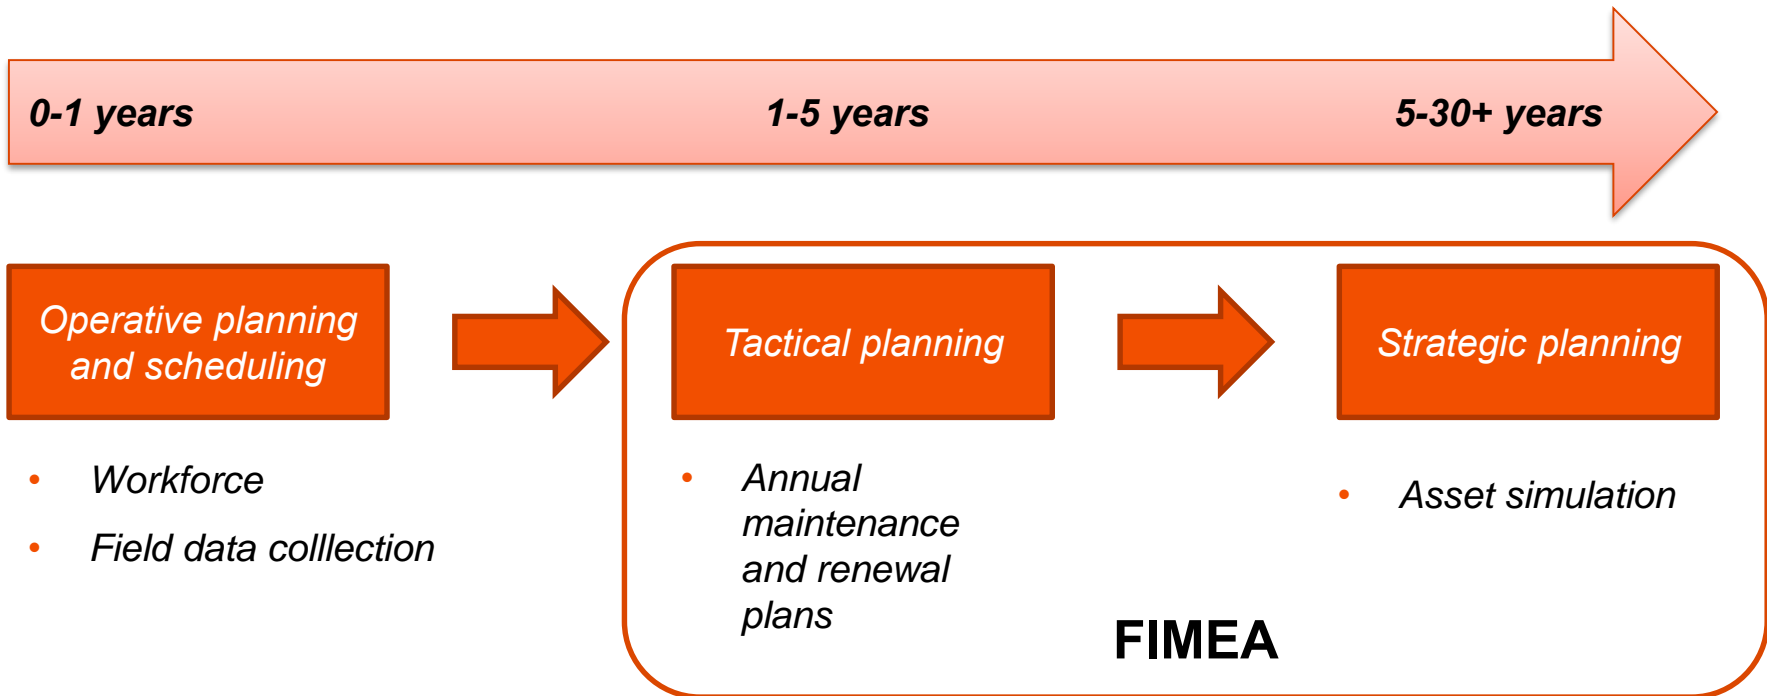 0-1 years
1-5 years
5-30+ years
Operative planning
and scheduling
Tactical planning
Strategic planning
• Workforce
• Field data colllection
• Annual
maintenance
and renewal
plans
• Asset simulation
FIMEA